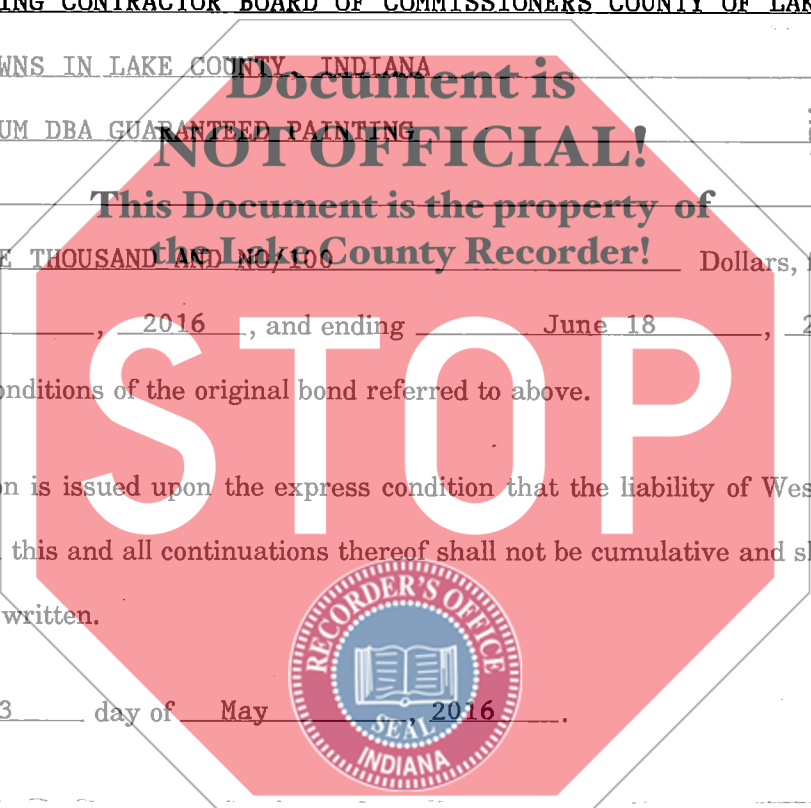 ING CONTRACTOR BOARD OF COMMISSIONERS COUNTY OF LAK
WNS IN LAKE COUNTY, INDIANA
Document is
UM DBA GUARANTEED PAINTING
NOT OFFICIAL!
This Document is the property of
the Lake County Recorder!
E THOUSAND AND NO/100 Dollars,
, 2016 , and ending June 18 , 2
STOP
onditions of the original bond referred to above.
on is issued upon the express condition that the liability of Wes
this and all continuations thereof shall not be cumulative and sh
written.
RECORDER'S OFFICE
3 day of May , 2016 .
SEAL
INDIANA